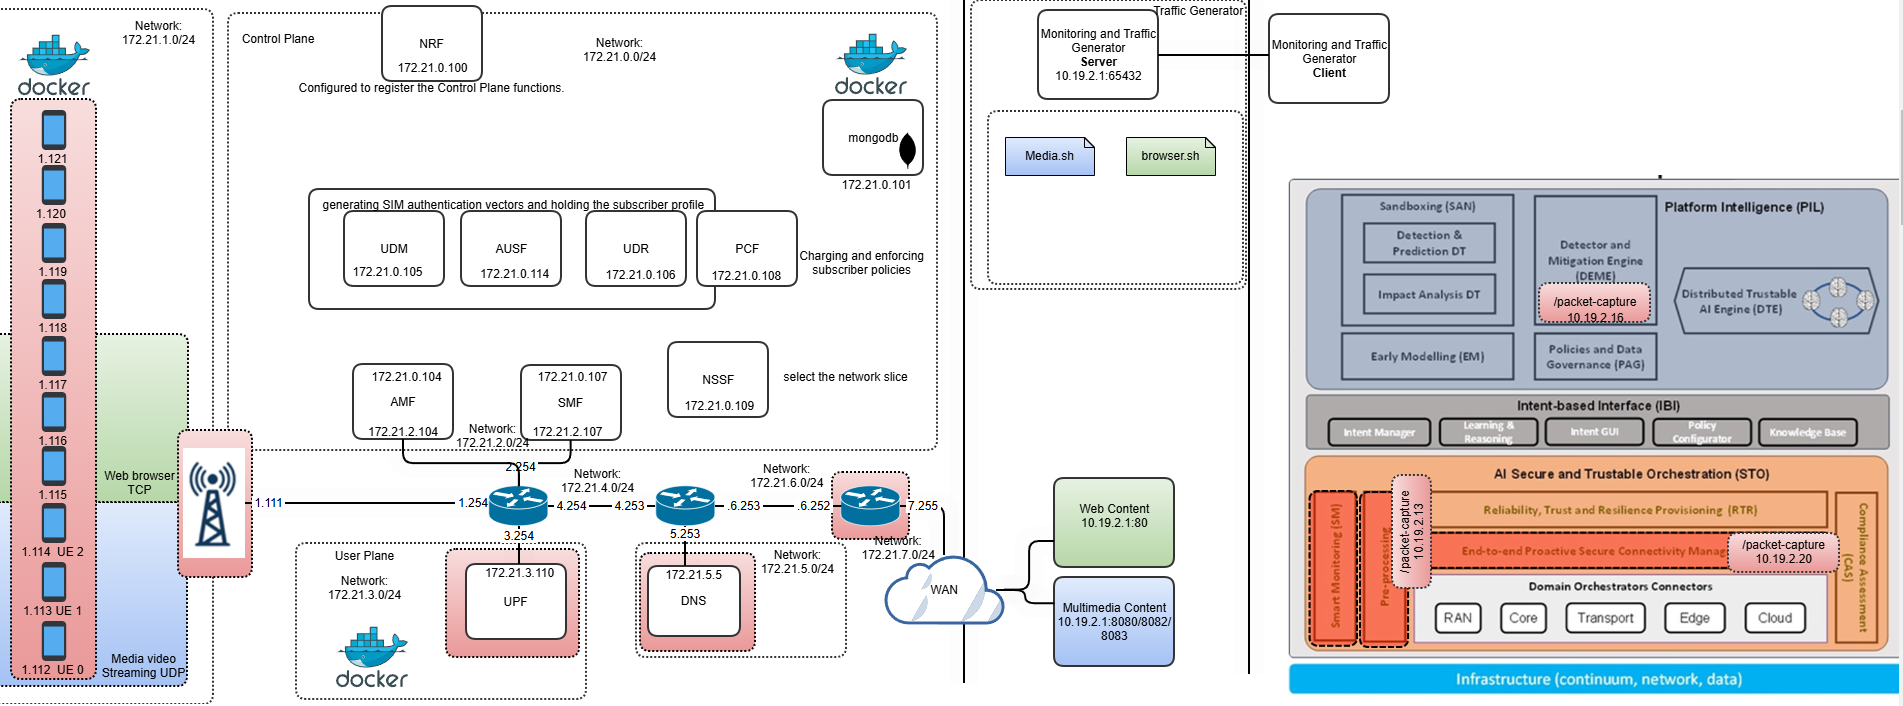 Network:
172.21.1.0/24
docker
1.121
1.120
1.119
1.118
1.117
1.116
1.115
1.114 UE 2
1.113 UE 1
1.112 UE 0
Web browser
TCP
Media video
Streaming UDP
1.111
Control Plane
NRF
172.21.0.100
Configured to register the Control Plane functions.
Network:
172.21.0.0/24
docker
mongodb
172.21.0.101
generating SIM authentication vectors and holding the subscriber profile
UDM
172.21.0.105
AUSF
172.21.0.114
UDR
172.21.0.106
PCF
172.21.0.108
Charging and enforcing
subscriber policies
172.21.0.104
AMF
172.21.2.104
172.21.0.107
SMF
172.21.2.107
Network:
172.21.2.0/24
NSSF
172.21.0.109
select the network slice
2.254
1.254
4.254
3.254
Network:
172.21.4.0/24
4.253
.6.253
5.253
Network:
172.21.6.0/24
.6.252
7.255
Network:
172.21.7.0/24
User Plane
Network:
172.21.3.0/24
docker
172.21.3.110
UPF
172.21.5.5
DNS
Network:
172.21.5.0/24
WAN
Traffic Generator
Monitoring and Traffic
Generator
Server
10.19.2.1:65432
Monitoring and Traffic
Generator
Client
Media.sh
browser.sh
Web Content
10.19.2.1:80
Multimedia Content
10.19.2.1:8080/8082/
8083
Platform Intelligence (PIL)
Sandboxing (SAN)
Detection &
Prediction DT
Impact Analysis DT
Early Modelling (EM)
Detector and
Mitigation Engine
(DEME)
/packet-capture
10.19.2.16
Policies and Data
Governance (PAG)
Distributed Trustable
AI Engine (DTE)
Intent-based Interface (IBI)
Intent Manager
Learning &
Reasoning
Intent GUI
Policy
Configurator
Knowledge Base
AI Secure and Trustable Orchestration (STO)
Smart Monitoring (SM)
Pre-processing
/packet-capture
10.19.2.13
Reliability, Trust and Resilience Provisioning (RTR)
End-to-end Proactive Secure Connectivity Manag
/packet-capture
10.19.2.20
Compliance Assessment
(CAS)
Domain Orchestrators Connectors
RAN
Core
Transport
Edge
Cloud
Infrastructure (continuum, network, data)